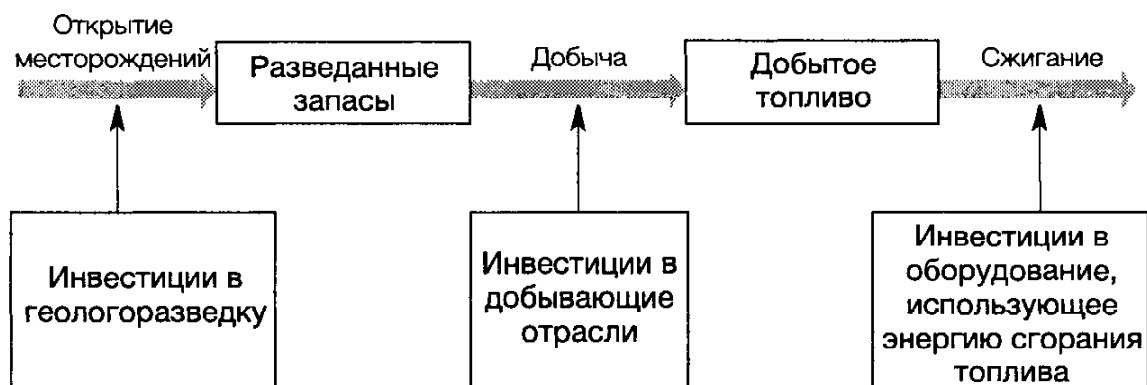 Открытие
месторождений
Разведанные
запасы
Добыча
Добытое
топливо
Сжигание
Инвестиции в
геологоразведку
Инвестиции в
добывающие
отрасли
Инвестиции в
оборудование,
использующее
энергию сгорания
топлива